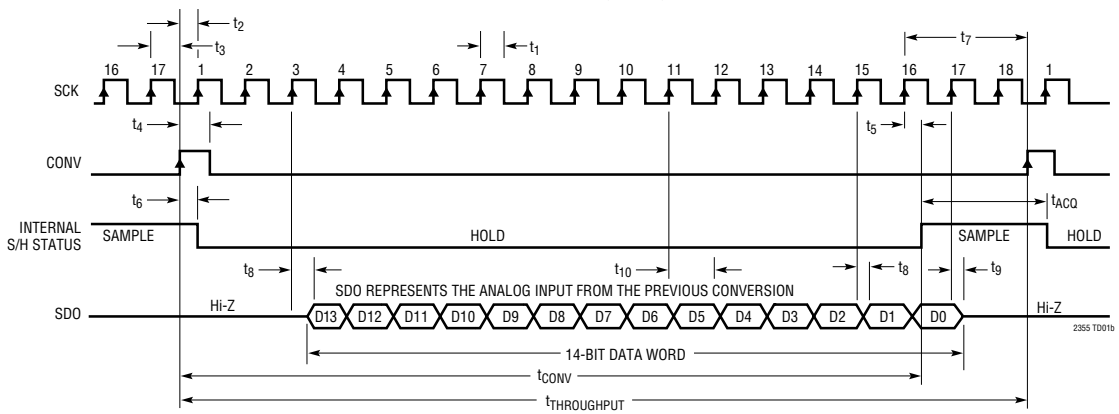 t2
t3
t1
t7
16 17 1 2 3 4 5 6 7 8 9 10 11 12 13 14 15 16 17 18 1
SCK
t4
t5
CONV
t6
tACQ
INTERNAL
S/H STATUS
SAMPLE HOLD SAMPLE HOLD
t8 t10 t8 t9
SDO REPRESENTS THE ANALOG INPUT FROM THE PREVIOUS CONVERSION
SDO Hi-Z D13 D12 D11 D10 D9 D8 D7 D6 D5 D4 D3 D2 D1 D0 Hi-Z
2355 TD01b
14-BIT DATA WORD
tCONV
tTHROUGHPUT